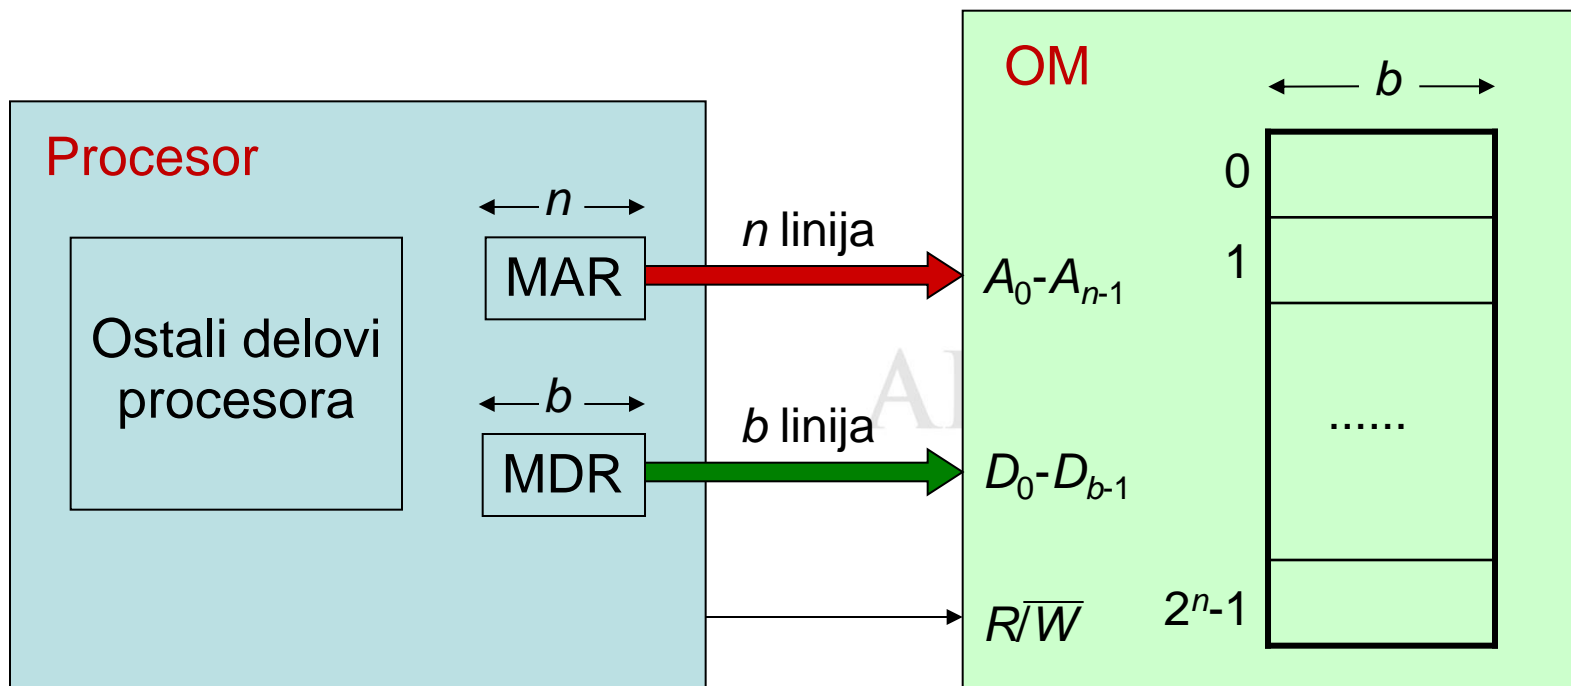 Procesor
Ostali delovi
procesora
n
MAR
b
MDR
n linija
b linija
OM
A0-An-1
D0-Db-1
R/W̅
b
0
1
......
2ⁿ-1